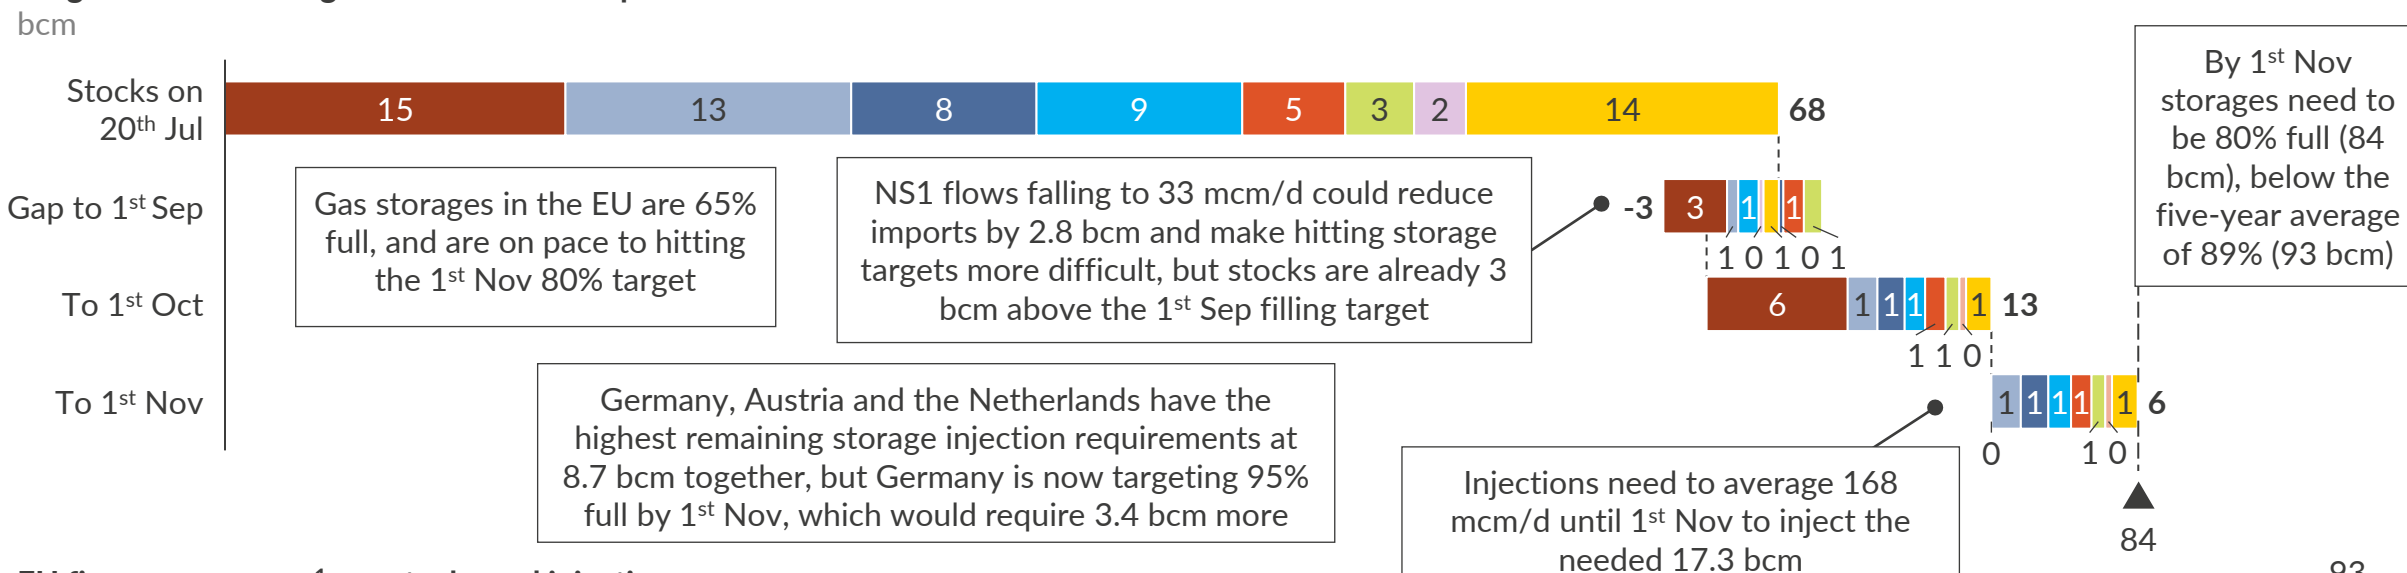 bcm
Stocks on
20th Jul
15 13 8 9 5 3 2 14 68
By 1st Nov
storages need to
be 80% full (84
bcm), below the
five-year average
of 89% (93 bcm)
Gas storages in the EU are 65%
full, and are on pace to hitting
the 1st Nov 80% target
NS1 flows falling to 33 mcm/d could reduce
imports by 2.8 bcm and make hitting storage
targets more difficult, but stocks are already 3
bcm above the 1st Sep filling target
Gap to 1st Sep
-3 3 1 1
1 0 1 0 1
To 1st Oct
6 1 1 1 1 13
1 1 0
Germany, Austria and the Netherlands have the
highest remaining storage injection requirements at
8.7 bcm together, but Germany is now targeting 95%
full by 1st Nov, which would require 3.4 bcm more
To 1st Nov
1 1 1 1 1 6
0 1 0
Injections need to average 168
mcm/d until 1st Nov to inject the
needed 17.3 bcm
84
93